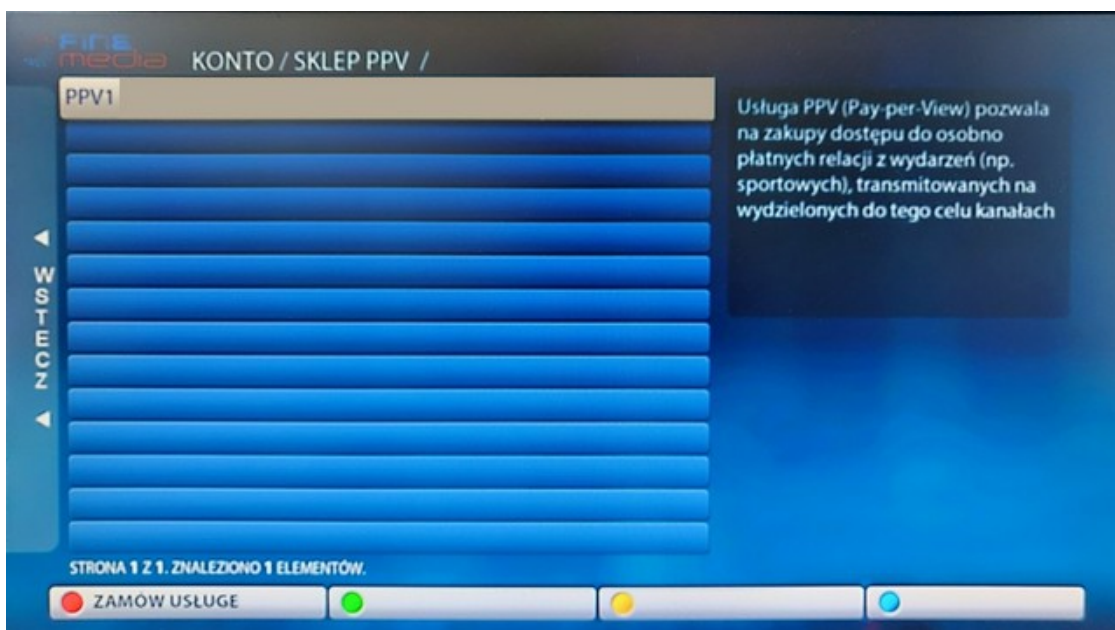 FINE
media
KONTO / SKLEP PPV /
PPV1
Usługa PPV (Pay-per-View) pozwala
na zakupy dostępu do osobno
płatnych relacji z wydarzeń (np.
sportowych), transmitowanych na
wydzielonych do tego celu kanałach
WSTECZ
STRONA 1 Z 1. ZNALEZIONO 1 ELEMENTÓW.
ZAMÓW USŁUGE